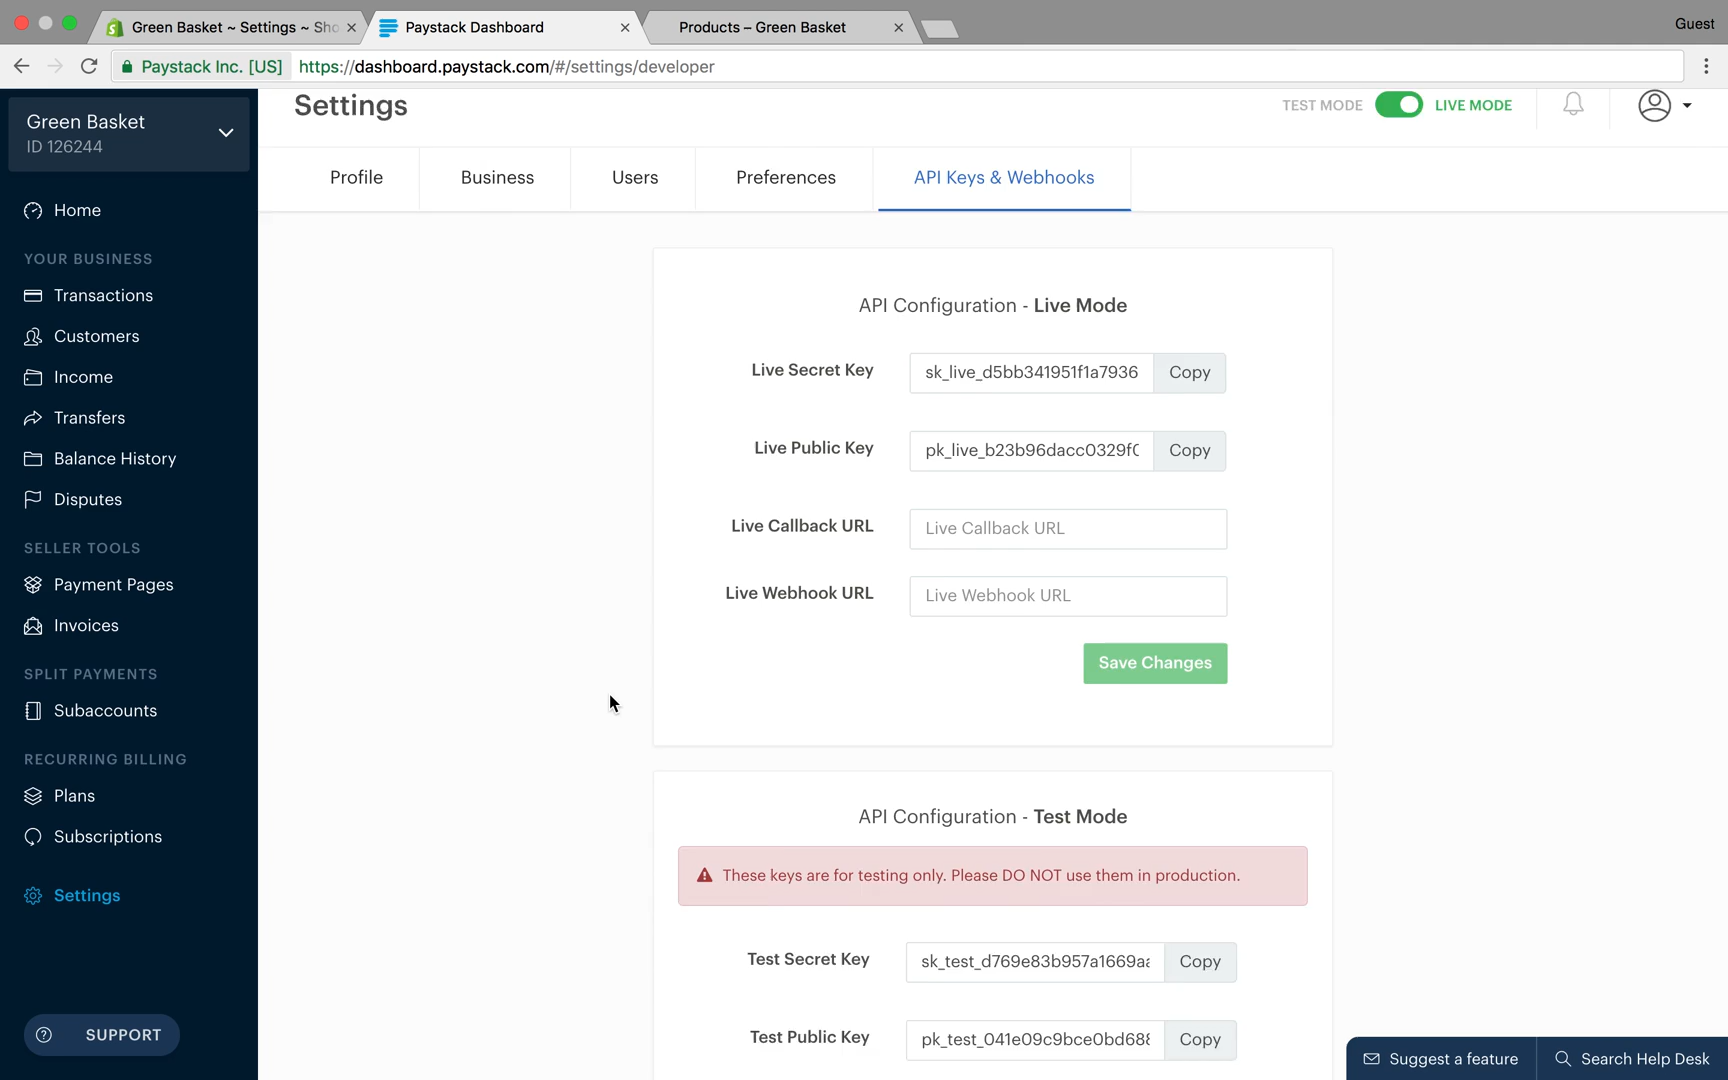 Green Basket ~ Settings ~ Sho
Paystack Dashboard
Products – Green Basket
Guest
Paystack Inc. [US]
https://dashboard.paystack.com/#/settings/developer
Green Basket
ID 126244
Settings
TEST MODE
LIVE MODE
Profile
Business
Users
Preferences
API Keys & Webhooks
Home
YOUR BUSINESS
Transactions
Customers
Income
Transfers
Balance History
Disputes
SELLER TOOLS
Payment Pages
Invoices
SPLIT PAYMENTS
Subaccounts
RECURRING BILLING
Plans
Subscriptions
Settings
SUPPORT
API Configuration - Live Mode
Live Secret Key
sk_live_d5bb341951f1a7936
Copy
Live Public Key
pk_live_b23b96dacc0329f0
Copy
Live Callback URL
Live Callback URL
Live Webhook URL
Live Webhook URL
Save Changes
API Configuration - Test Mode
These keys are for testing only. Please DO NOT use them in production.
Test Secret Key
sk_test_d769e83b957a1669aa
Copy
Test Public Key
pk_test_041e09c9bce0bd688
Copy
Suggest a feature
Search Help Desk